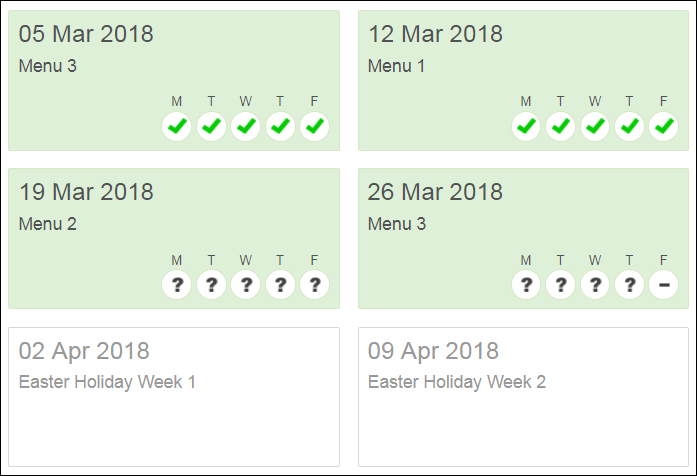 05 Mar 2018
Menu 3
M T W T F
12 Mar 2018
Menu 1
M T W T F
19 Mar 2018
Menu 2
M T W T F
? ? ? ? ?
26 Mar 2018
Menu 3
M T W T F
? ? ? ? -
02 Apr 2018
Easter Holiday Week 1
09 Apr 2018
Easter Holiday Week 2